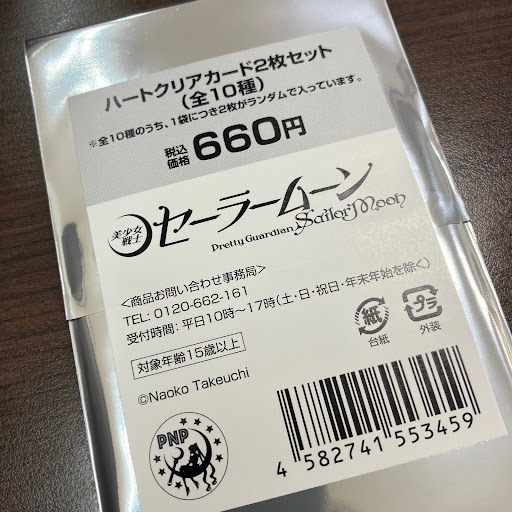 ハートクリアカード2枚セット
(全10種)
※全10種のうち、1袋につき2枚がランダムで入っています。
税込価格 660円
美少女戦士 セーラームーン
Pretty Guardian Sailor Moon
<商品お問い合わせ事務局>
TEL: 0120-662-161
受付時間: 平日10時～17時(土・日・祝日・年末年始を除く)
対象年齢15歳以上
紙 台紙
プラ 外装
©Naoko Takeuchi
PNP
4 582741 553459